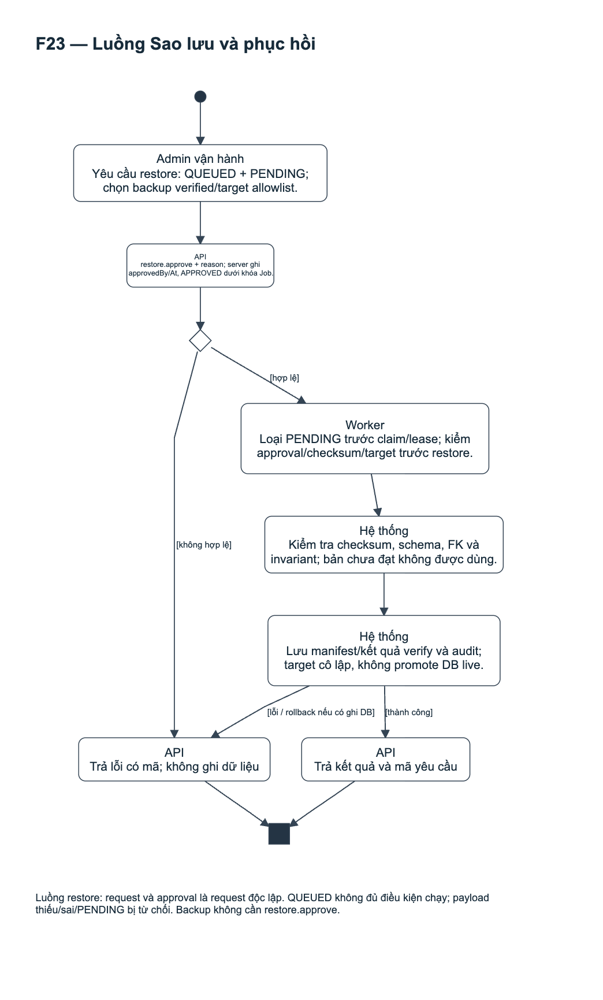 F23 — Luồng Sao lưu và phục hồi
Admin vận hành
Yêu cầu restore: QUEUED + PENDING;
chọn backup verified/target allowlist.
API
restore.approve + reason; server ghi
approvedBy/At, APPROVED dưới khóa Job.
[hợp lệ]
Worker
Loại PENDING trước claim/lease; kiểm
approval/checksum/target trước restore.
Hệ thống
Kiểm tra checksum, schema, FK và
invariant; bản chưa đạt không được dùng.
[không hợp lệ]
Hệ thống
Lưu manifest/kết quả verify và audit;
target cô lập, không promote DB live.
[lỗi / rollback nếu có ghi DB]
[thành công]
API
Trả lỗi có mã; không ghi dữ liệu
API
Trả kết quả và mã yêu cầu
Luồng restore: request và approval là request độc lập. QUEUED không đủ điều kiện chạy; payload
thiếu/sai/PENDING bị từ chối. Backup không cần restore.approve.